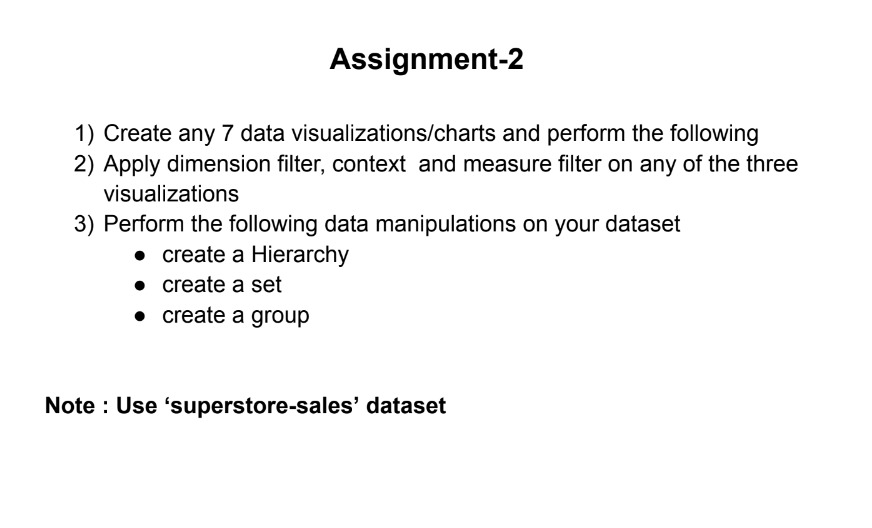 Assignment-2
1) Create any 7 data visualizations/charts and perform the following
2) Apply dimension filter, context  and measure filter on any of the three
visualizations
3) Perform the following data manipulations on your dataset
● create a Hierarchy
● create a set
● create a group
Note : Use ‘superstore-sales’ dataset